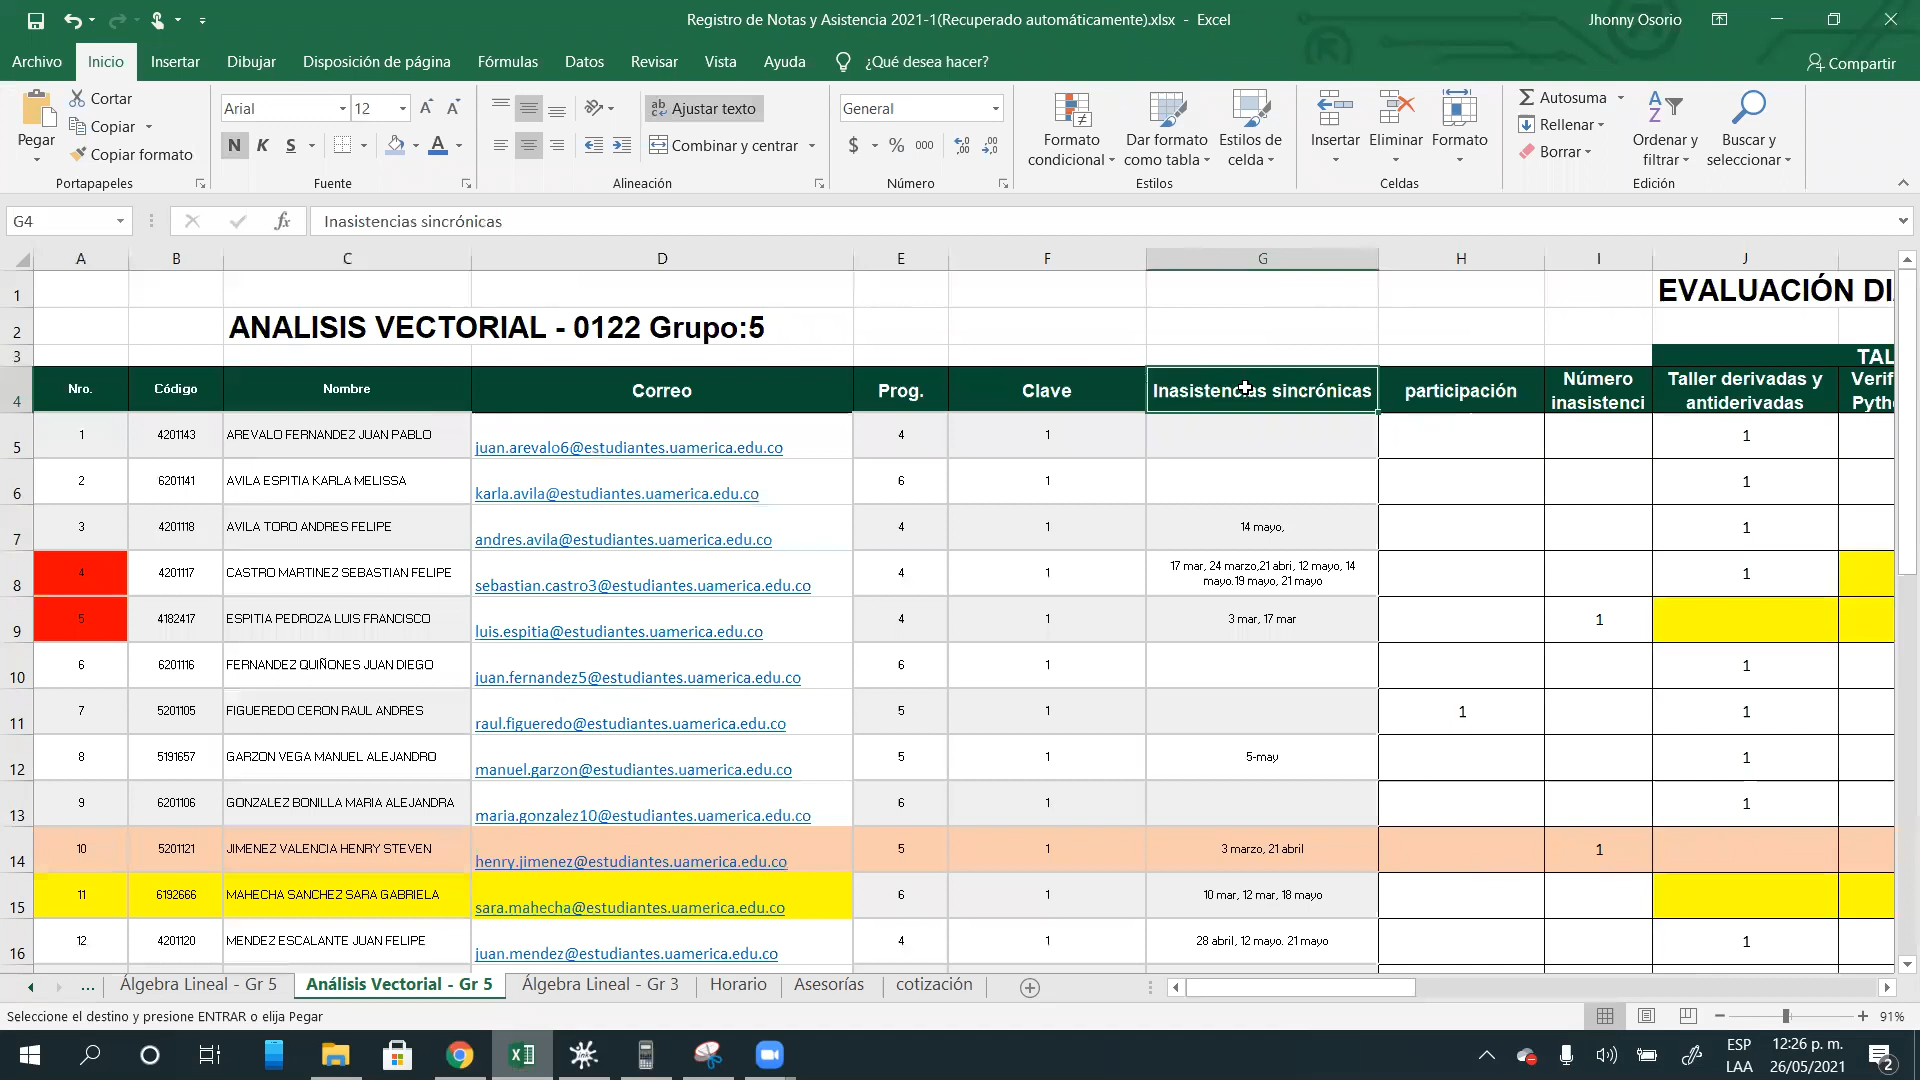 Registro de Notas y Asistencia 2021-1(Recuperado automáticamente).xlsx - Excel
Jhonny Osorio
Archivo Inicio Insertar Dibujar Disposición de página Fórmulas Datos Revisar Vista Ayuda ¿Qué desea hacer? Compartir
Pegar
Cortar
Copiar
Copiar formato
Arial 12
N K S A
Ajustar texto
Combinar y centrar
General
$ % 000
Formato condicional
Dar formato como tabla
Estilos de celda
Insertar Eliminar Formato
Autosuma
Rellenar
Borrar
Ordenar y filtrar
Buscar y seleccionar
Portapapeles Fuente Alineación Número Estilos Celdas Edición
G4 fx Inasistencias sincrónicas
A B C D E F G H I J
1 EVALUACIÓN DI
2 ANALISIS VECTORIAL - 0122 Grupo:5
3 TAL
4 Nro. Código Nombre Correo Prog. Clave Inasistencias sincrónicas participación Número inasistenci Taller derivadas y antiderivadas Verif Pyth
5 1 4201143 AREVALO FERNANDEZ JUAN PABLO juan.arevalo6@estudiantes.uamerica.edu.co 4 1 1
6 2 6201141 AVILA ESPITIA KARLA MELISSA karla.avila@estudiantes.uamerica.edu.co 6 1 1
7 3 4201118 AVILA TORO ANDRES FELIPE andres.avila@estudiantes.uamerica.edu.co 4 1 14 mayo, 1
8 4 4201117 CASTRO MARTINEZ SEBASTIAN FELIPE sebastian.castro3@estudiantes.uamerica.edu.co 4 1 17 mar, 24 marzo,21 abri, 12 mayo, 14 mayo.19 mayo, 21 mayo 1
9 5 4182417 ESPITIA PEDROZA LUIS FRANCISCO luis.espitia@estudiantes.uamerica.edu.co 4 1 3 mar, 17 mar 1
10 6 6201116 FERNANDEZ QUIÑONES JUAN DIEGO juan.fernandez5@estudiantes.uamerica.edu.co 6 1 1
11 7 5201105 FIGUEREDO CERON RAUL ANDRES raul.figueredo@estudiantes.uamerica.edu.co 5 1 1 1
12 8 5191657 GARZON VEGA MANUEL ALEJANDRO manuel.garzon@estudiantes.uamerica.edu.co 5 1 5-may 1
13 9 6201106 GONZALEZ BONILLA MARIA ALEJANDRA maria.gonzalez10@estudiantes.uamerica.edu.co 6 1 1
14 10 5201121 JIMENEZ VALENCIA HENRY STEVEN henry.jimenez@estudiantes.uamerica.edu.co 5 1 3 marzo, 21 abril 1
15 11 6192666 MAHECHA SANCHEZ SARA GABRIELA sara.mahecha@estudiantes.uamerica.edu.co 6 1 10 mar, 12 mar, 18 mayo
16 12 4201120 MENDEZ ESCALANTE JUAN FELIPE juan.mendez@estudiantes.uamerica.edu.co 4 1 28 abril, 12 mayo. 21 mayo 1
... Álgebra Lineal - Gr 5 Análisis Vectorial - Gr 5 Álgebra Lineal - Gr 3 Horario Asesorías cotización
Seleccione el destino y presione ENTRAR o elija Pegar
91%
ESP
LAA
12:26 p. m.
26/05/2021
2